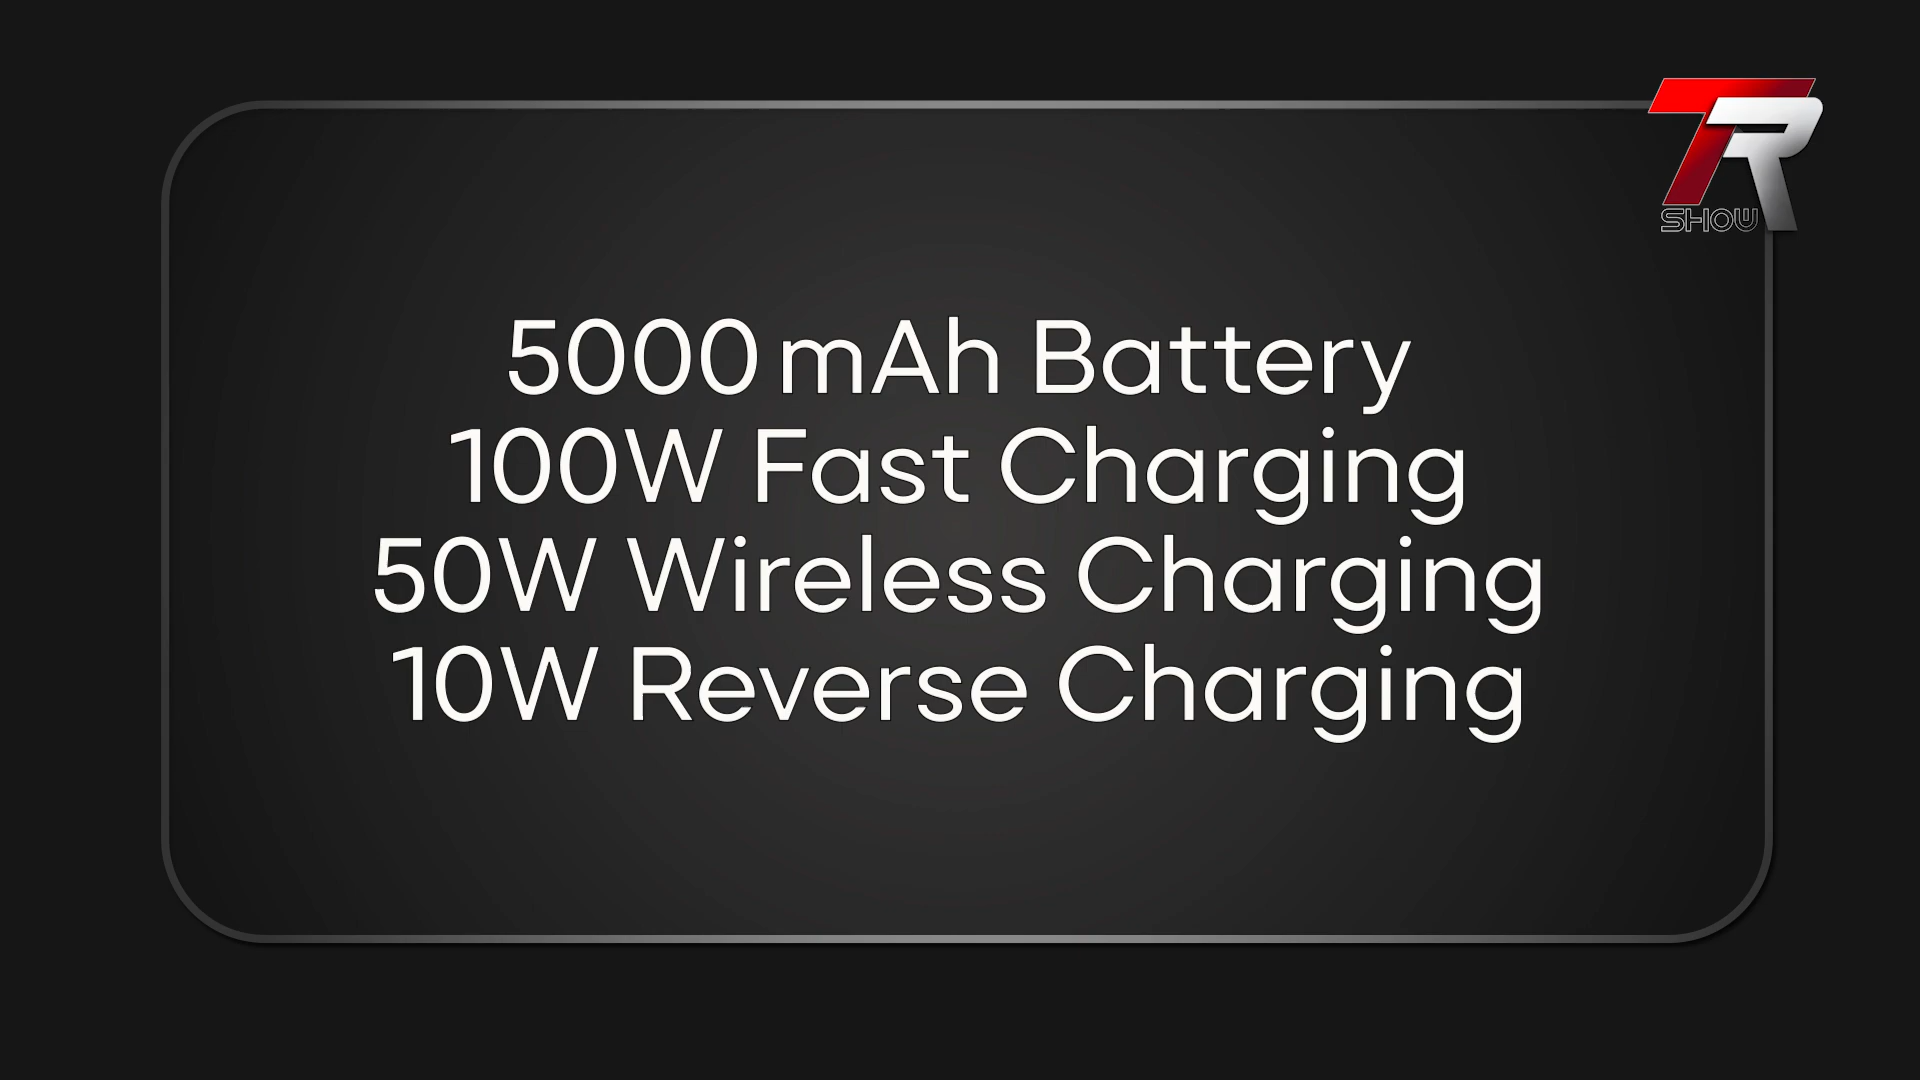 TR
SHOW
5000 mAh Battery
100W Fast Charging
50W Wireless Charging
10W Reverse Charging